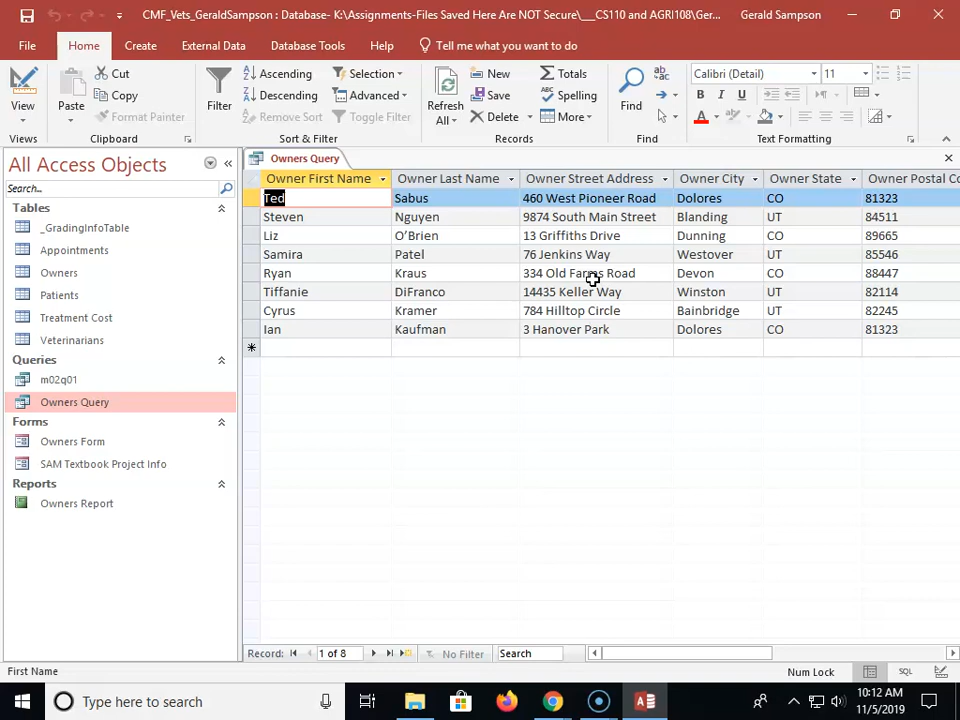 CMF_Vets_GeraldSampson : Database- K:\Assignments-Files Saved Here Are NOT Secure\___CS110 and AGRI108\Ger...
Gerald Sampson
File Home Create External Data Database Tools Help Tell me what you want to do
View
Views
Paste
Cut
Copy
Format Painter
Clipboard
Filter
Ascending
Descending
Remove Sort
Selection
Advanced
Toggle Filter
Sort & Filter
Refresh All
New
Save
Delete
Totals
Spelling
More
Records
Find
ab
ac
Find
Calibri (Detail) 11
B I U
A
Text Formatting
All Access Objects
Search...
Tables
_GradingInfoTable
Appointments
Owners
Patients
Treatment Cost
Veterinarians
Queries
m02q01
Owners Query
Forms
Owners Form
SAM Textbook Project Info
Reports
Owners Report
Owners Query
Owner First Name Owner Last Name Owner Street Address Owner City Owner State Owner Postal Co
Ted Sabus 460 West Pioneer Road Dolores CO 81323
Steven Nguyen 9874 South Main Street Blanding UT 84511
Liz O'Brien 13 Griffiths Drive Dunning CO 89665
Samira Patel 76 Jenkins Way Westover UT 85546
Ryan Kraus 334 Old Farms Road Devon CO 88447
Tiffanie DiFranco 14435 Keller Way Winston UT 82114
Cyrus Kramer 784 Hilltop Circle Bainbridge UT 82245
Ian Kaufman 3 Hanover Park Dolores CO 81323
Record: 1 of 8 No Filter Search
First Name
Num Lock
SQL
Type here to search
10:12 AM
11/5/2019